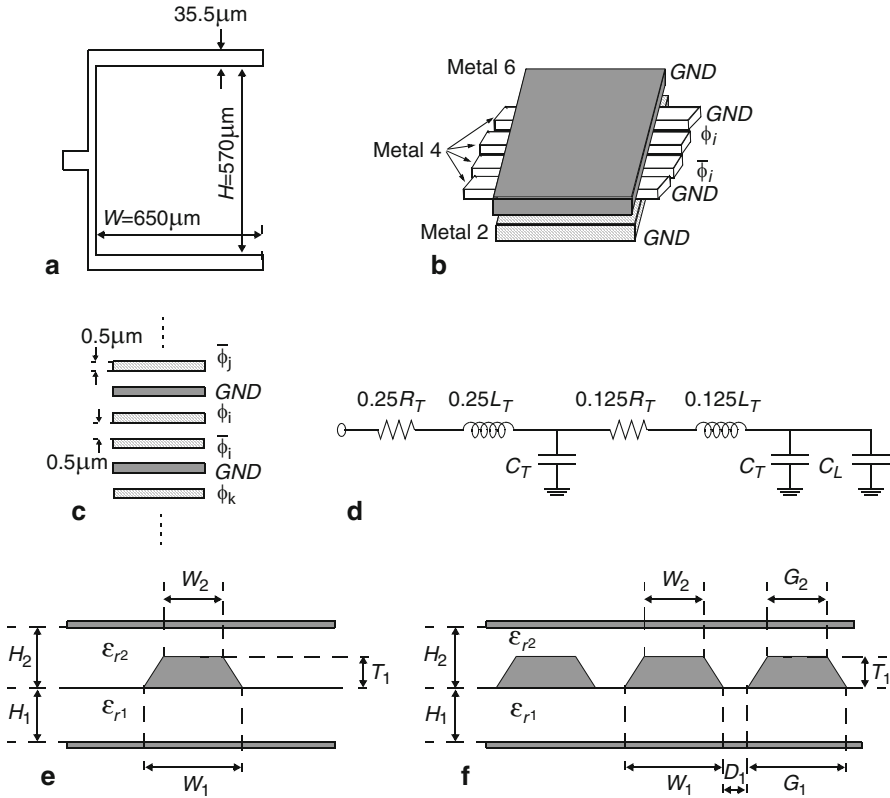 35.5μm
H=570μm
W=650μm
a
Metal 6
GND
GND
ϕi
Metal 4
ϕ̅i
GND
Metal 2
GND
b
0.5μm
ϕ̅j
GND
ϕi
ϕ̅i
0.5μm
GND
ϕk
c
0.25RT 0.25LT 0.125RT 0.125LT
CT CT CL
d
W2
H2
εr2
T1
H1
εr1
e
W1
W2 G2
H2
εr2
T1
H1
εr1
f
W1 D1 G1